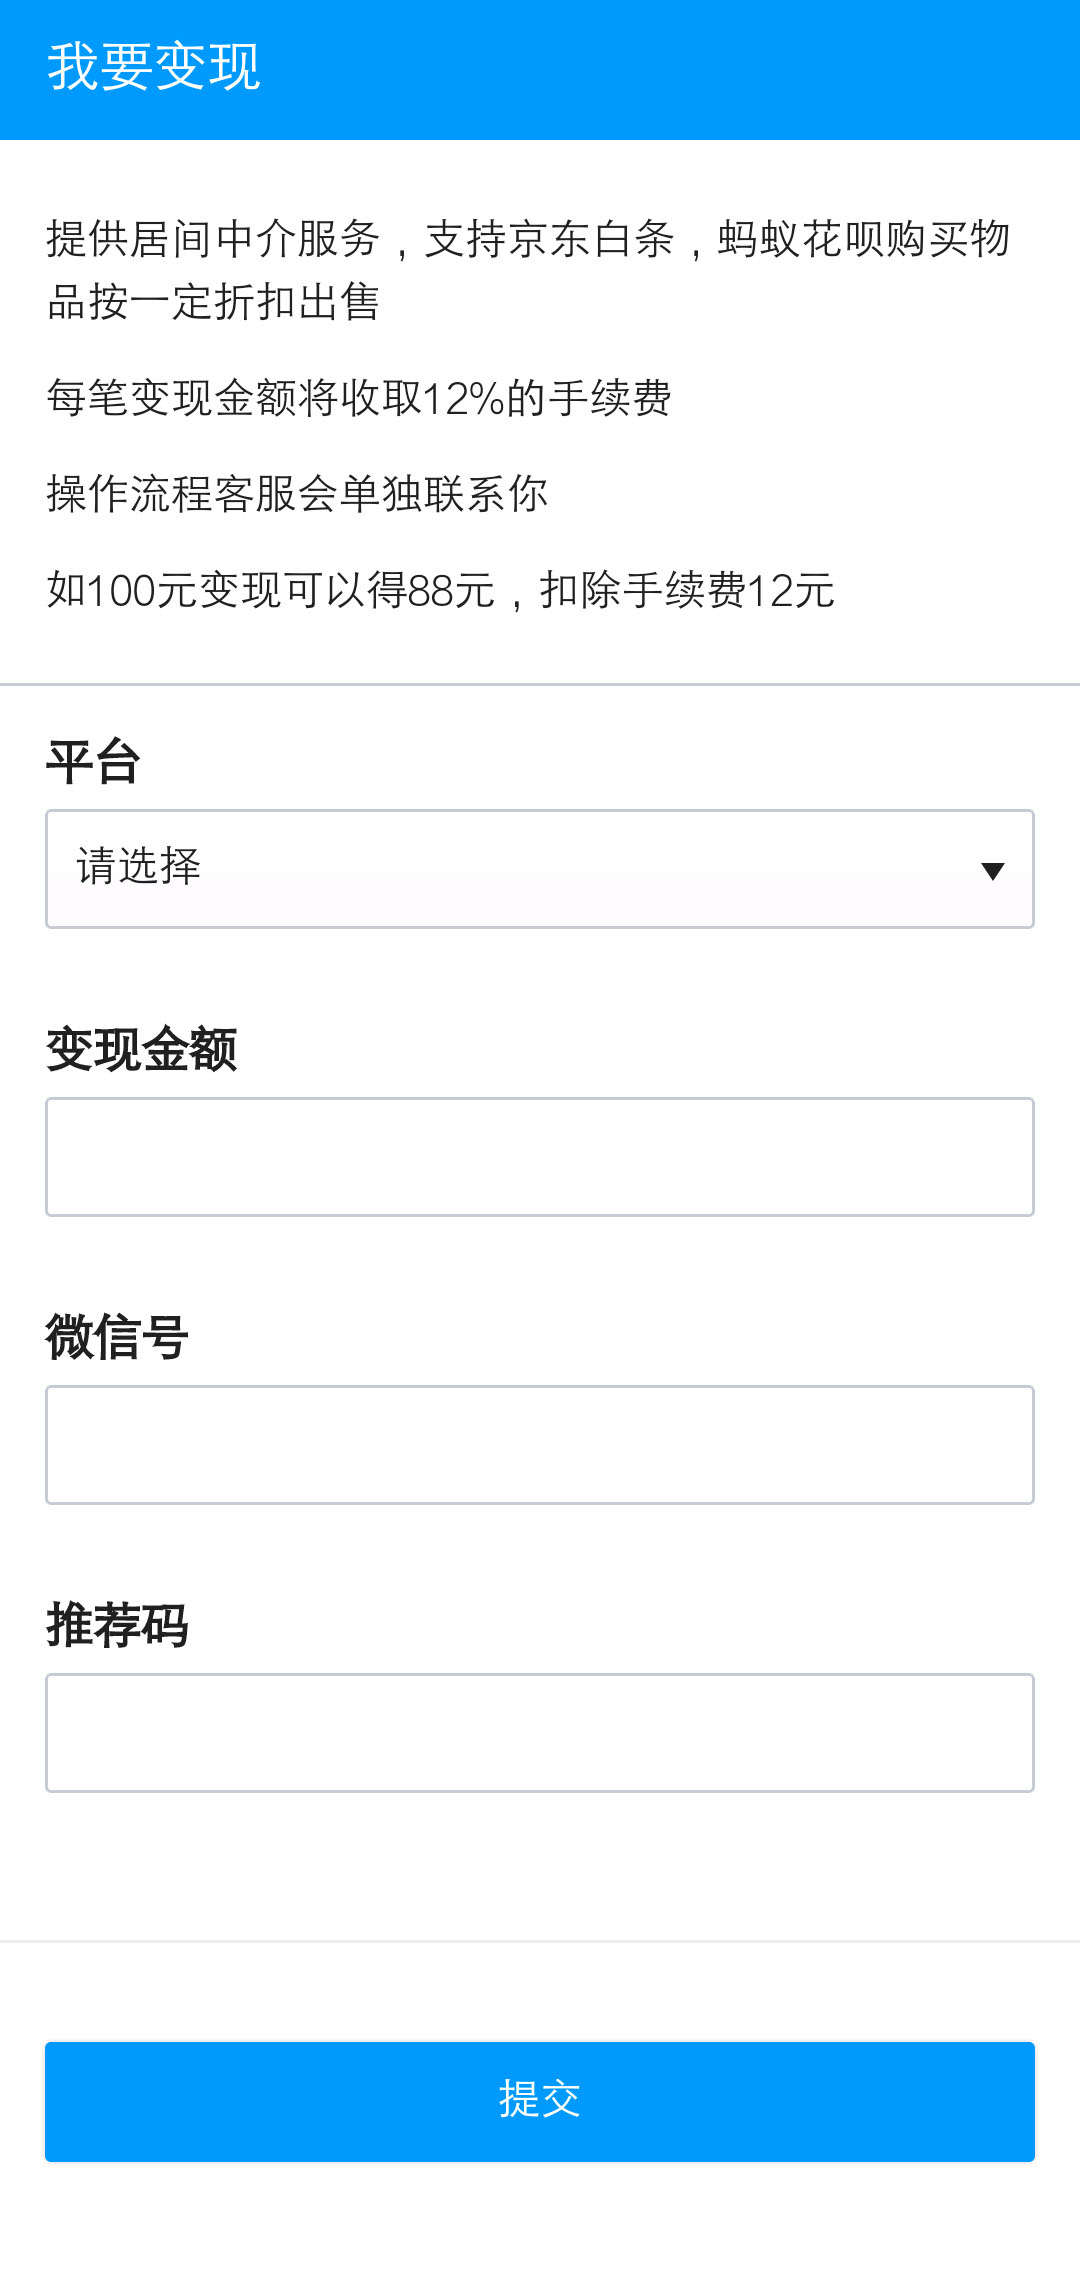 我要变现
提供居间中介服务，支持京东白条，蚂蚁花呗购买物
品按一定折扣出售
每笔变现金额将收取12%的手续费
操作流程客服会单独联系你
如100元变现可以得88元，扣除手续费12元
平台
请选择
变现金额
微信号
推荐码
提交